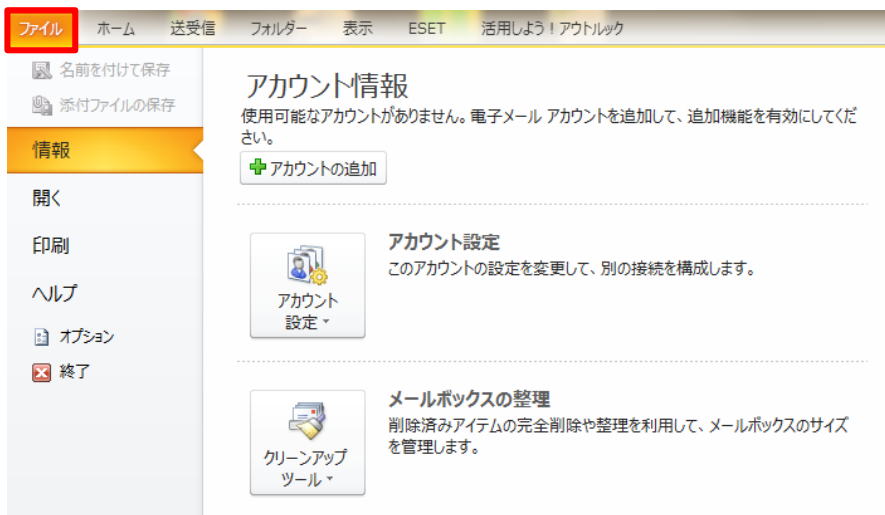 ファイル ホーム 送受信 フォルダー 表示 ESET 活用しよう！アウトルック
名前を付けて保存
添付ファイルの保存
情報
開く
印刷
ヘルプ
オプション
終了
アカウント情報
使用可能なアカウントがありません。電子メール アカウントを追加して、追加機能を有効にしてくだ
さい。
アカウントの追加
アカウント
設定
アカウント設定
このアカウントの設定を変更して、別の接続を構成します。
クリーンアップ
ツール
メールボックスの整理
削除済みアイテムの完全削除や整理を利用して、メールボックスのサイズ
を管理します。